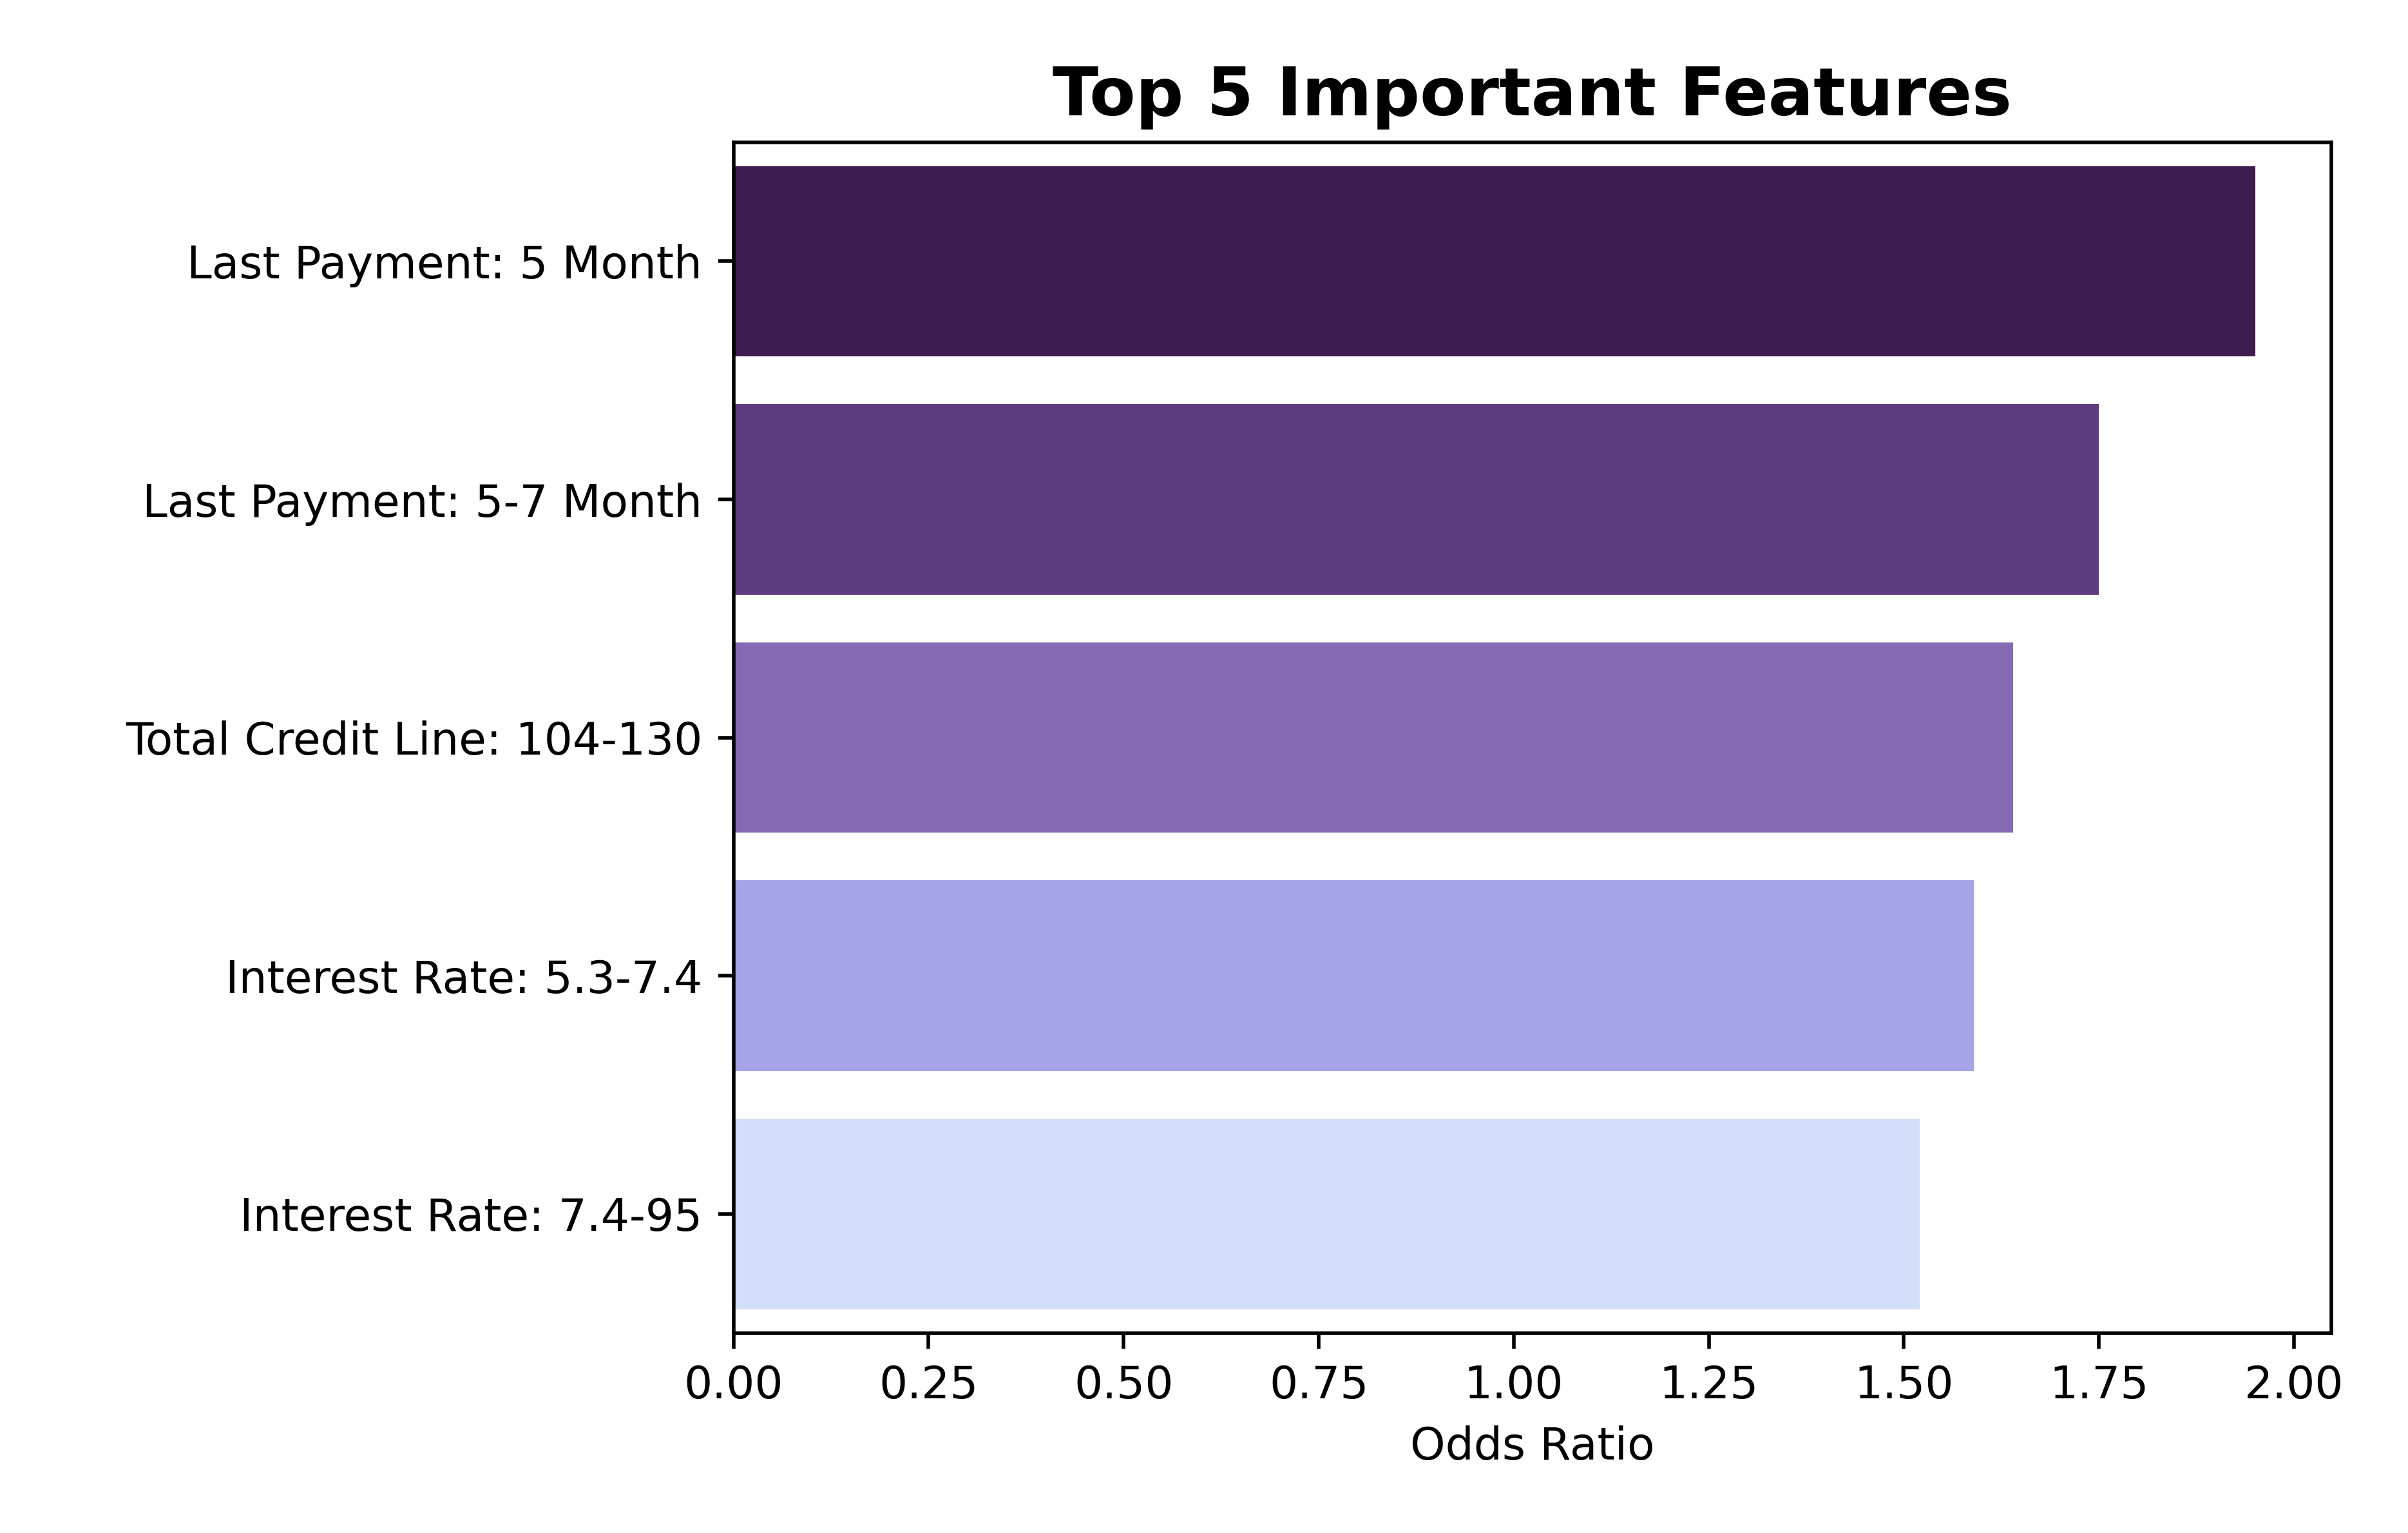 Top 5 Important Features
Last Payment: 5 Month
Last Payment: 5-7 Month
Total Credit Line: 104-130
Interest Rate: 5.3-7.4
Interest Rate: 7.4-95
0.00 0.25 0.50 0.75 1.00 1.25 1.50 1.75 2.00
Odds Ratio